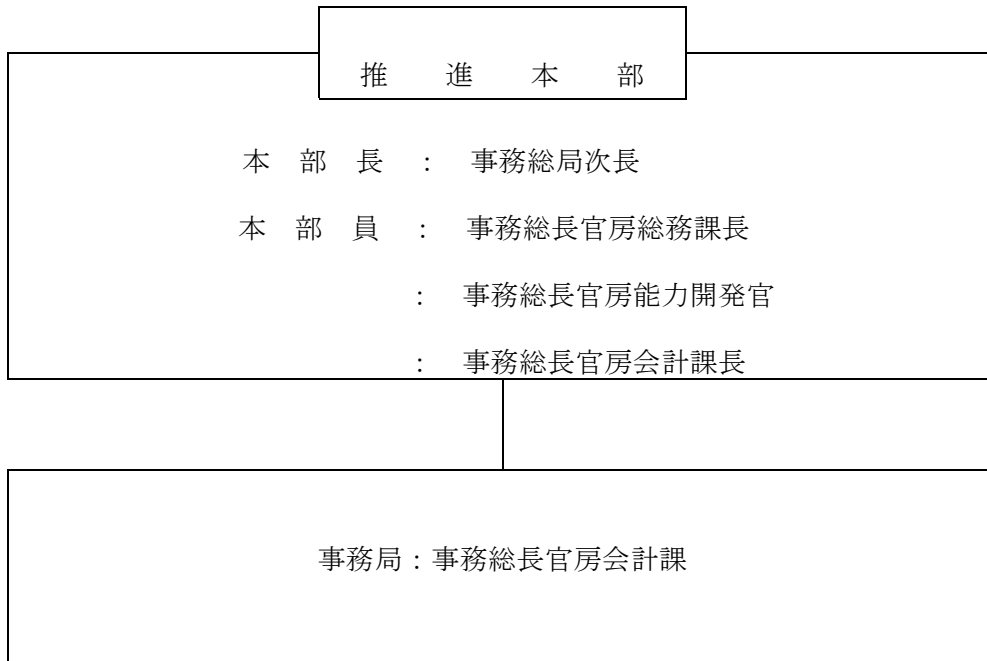 推　進　本　部
本　部　長　：　事務総局次長
本　部　員　：　事務総長官房総務課長
：　事務総長官房能力開発官
：　事務総長官房会計課長
事務局：事務総長官房会計課